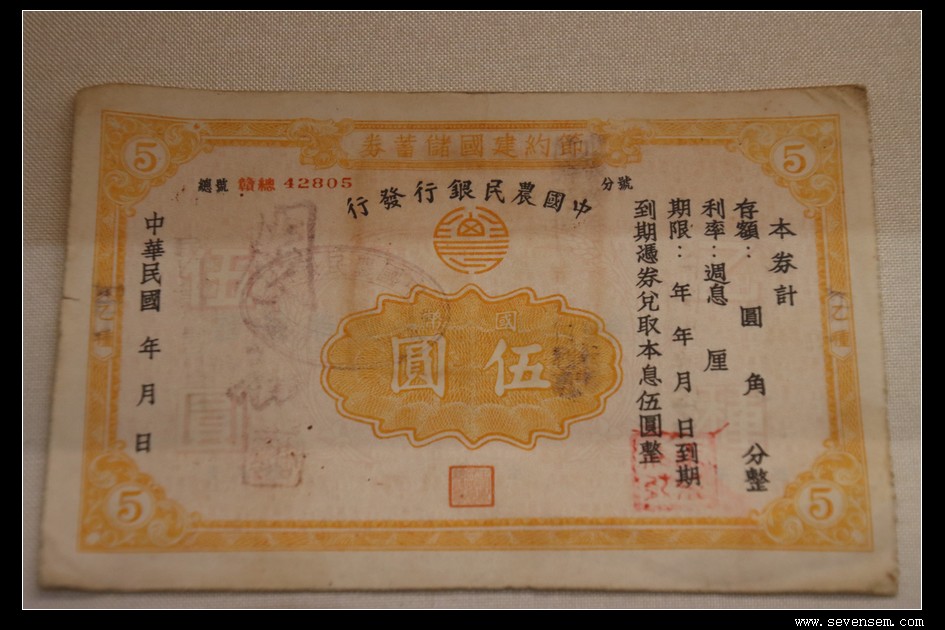 節約建國儲蓄券
5
5
總號 贛總 42805
分號
中國農民銀行發行
本券計
存額： 圓 角 分整
利率：週息 厘
期限： 年 年 月 日到期
到期憑券兌取本息伍圓整
國幣
伍圓
中華民國 年 月 日
5
5
www.sevensem.com